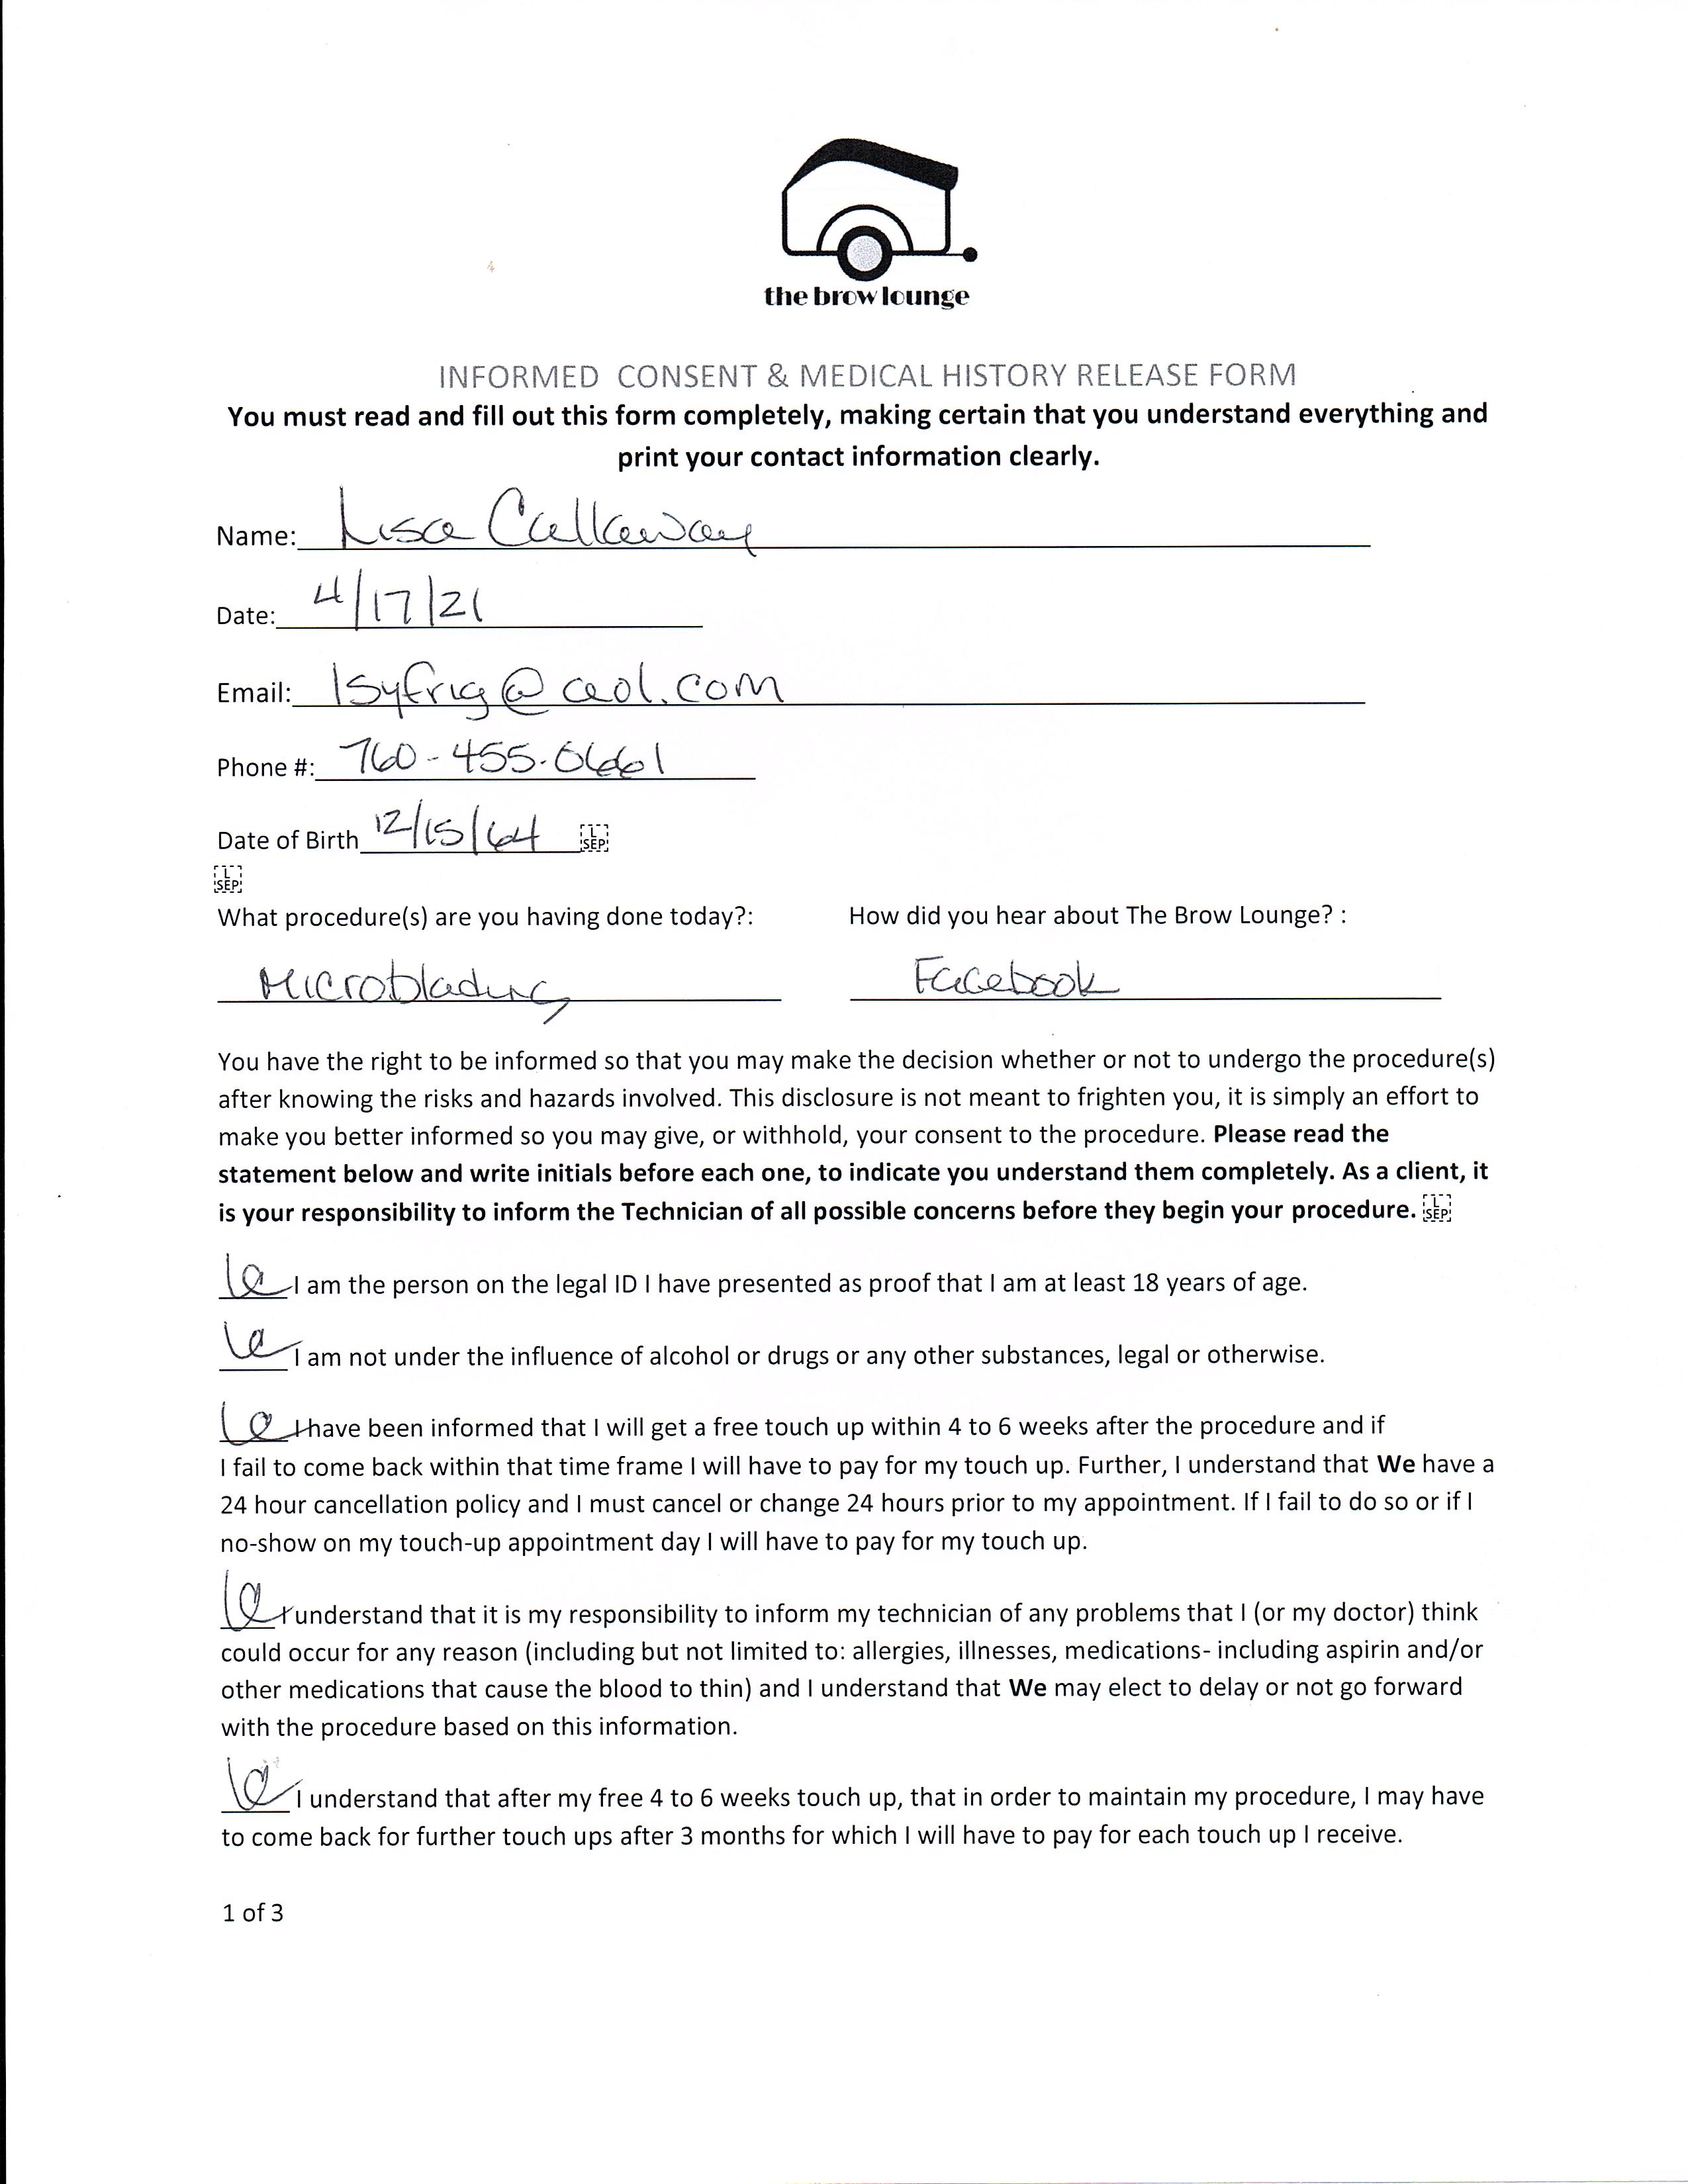 the brow lounge
INFORMED CONSENT & MEDICAL HISTORY RELEASE FORM
You must read and fill out this form completely, making certain that you understand everything and
print your contact information clearly.
Name: Lisa Callaway
Date: 4/17/21
Email: lsyfrig@aol.com
Phone #: 760-455-0661
Date of Birth 12/15/64 L SEP
L SEP
What procedure(s) are you having done today?: How did you hear about The Brow Lounge? :
Microblading Facebook
You have the right to be informed so that you may make the decision whether or not to undergo the procedure(s)
after knowing the risks and hazards involved. This disclosure is not meant to frighten you, it is simply an effort to
make you better informed so you may give, or withhold, your consent to the procedure. Please read the
statement below and write initials before each one, to indicate you understand them completely. As a client, it
is your responsibility to inform the Technician of all possible concerns before they begin your procedure. L SEP
I am the person on the legal ID I have presented as proof that I am at least 18 years of age.
I am not under the influence of alcohol or drugs or any other substances, legal or otherwise.
I have been informed that I will get a free touch up within 4 to 6 weeks after the procedure and if
I fail to come back within that time frame I will have to pay for my touch up. Further, I understand that We have a
24 hour cancellation policy and I must cancel or change 24 hours prior to my appointment. If I fail to do so or if I
no-show on my touch-up appointment day I will have to pay for my touch up.
I understand that it is my responsibility to inform my technician of any problems that I (or my doctor) think
could occur for any reason (including but not limited to: allergies, illnesses, medications- including aspirin and/or
other medications that cause the blood to thin) and I understand that We may elect to delay or not go forward
with the procedure based on this information.
I understand that after my free 4 to 6 weeks touch up, that in order to maintain my procedure, I may have
to come back for further touch ups after 3 months for which I will have to pay for each touch up I receive.
1 of 3